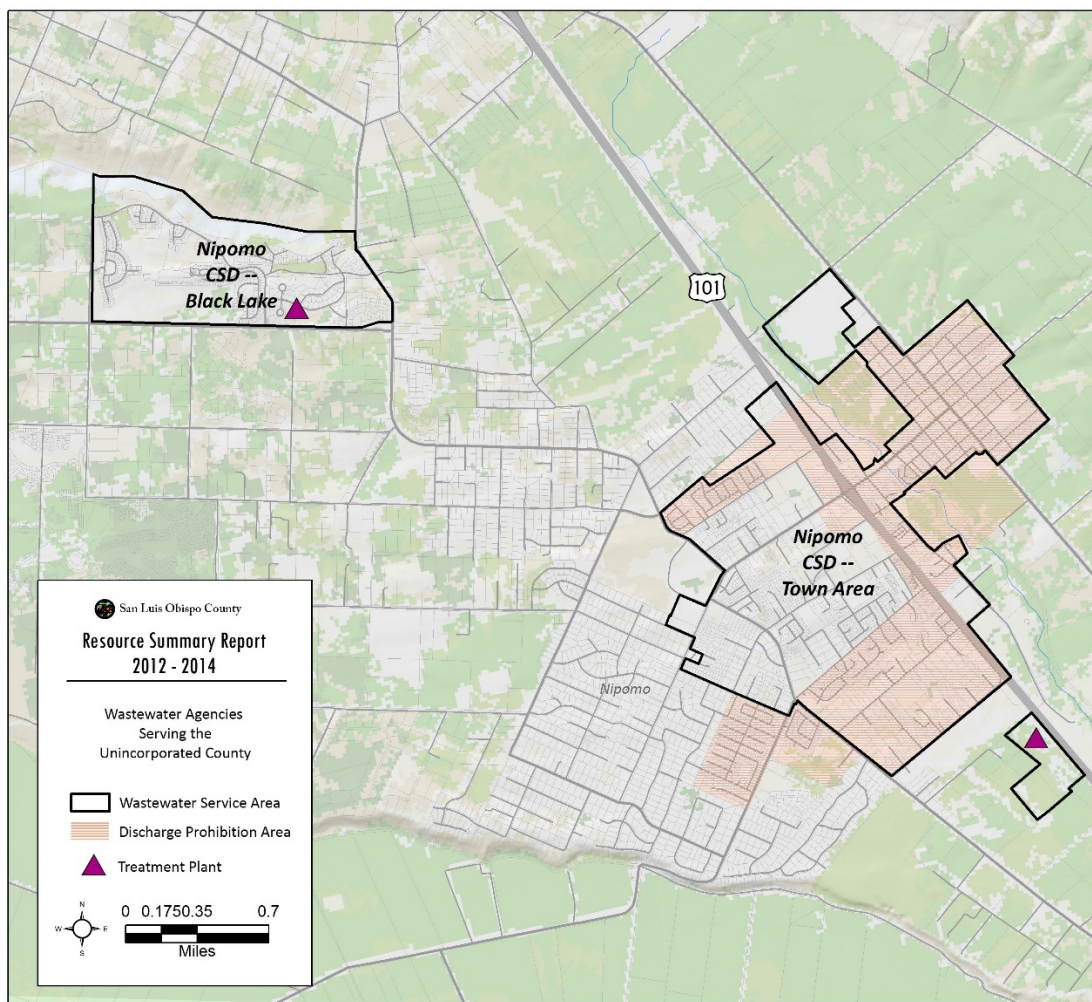 Nipomo
CSD --
Black Lake
101
Nipomo
CSD --
Town Area
Nipomo
San Luis Obispo County
Resource Summary Report
2012 - 2014
Wastewater Agencies
Serving the
Unincorporated County
Wastewater Service Area
Discharge Prohibition Area
Treatment Plant
N
W E
S
0 0.1750.35 0.7
Miles